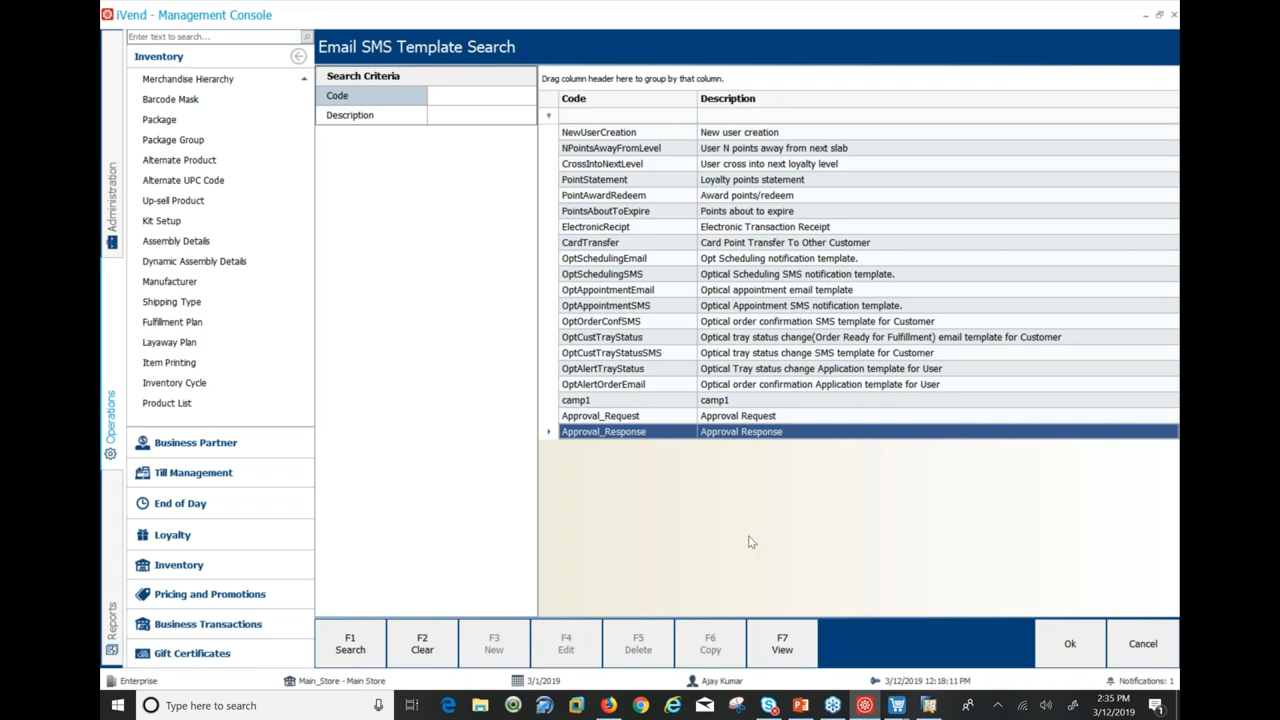 iVend - Management Console
Enter text to search...
Inventory
Merchandise Hierarchy
Barcode Mask
Package
Package Group
Alternate Product
Alternate UPC Code
Up-sell Product
Kit Setup
Assembly Details
Dynamic Assembly Details
Manufacturer
Shipping Type
Fulfillment Plan
Layaway Plan
Item Printing
Inventory Cycle
Product List
Business Partner
Till Management
End of Day
Loyalty
Inventory
Pricing and Promotions
Business Transactions
Gift Certificates
Administration
Operations
Reports
Email SMS Template Search
Search Criteria
Code
Description
Drag column header here to group by that column.
Code Description
NewUserCreation New user creation
NPointsAwayFromLevel User N points away from next slab
CrossIntoNextLevel User cross into next loyalty level
PointStatement Loyalty points statement
PointAwardRedeem Award points/redeem
PointsAboutToExpire Points about to expire
ElectronicRecipt Electronic Transaction Receipt
CardTransfer Card Point Transfer To Other Customer
OptSchedulingEmail Opt Scheduling notification template.
OptSchedulingSMS Optical Scheduling SMS notification template.
OptAppointmentEmail Optical appointment email template
OptAppointmentSMS Optical Appointment SMS notification template.
OptOrderConfSMS Optical order confirmation SMS template for Customer
OptCustTrayStatus Optical tray status change(Order Ready for Fulfillment) email template for Customer
OptCustTrayStatusSMS Optical tray status change SMS template for Customer
OptAlertTrayStatus Optical Tray status change Application template for User
OptAlertOrderEmail Optical order confirmation Application template for User
camp1 camp1
Approval_Request Approval Request
Approval_Response Approval Response
F1 Search
F2 Clear
F3 New
F4 Edit
F5 Delete
F6 Copy
F7 View
Ok
Cancel
Enterprise Main_Store - Main Store 3/1/2019 Ajay Kumar 3/12/2019 12:18:11 PM Notifications: 1
Type here to search
2:35 PM
3/12/2019
1